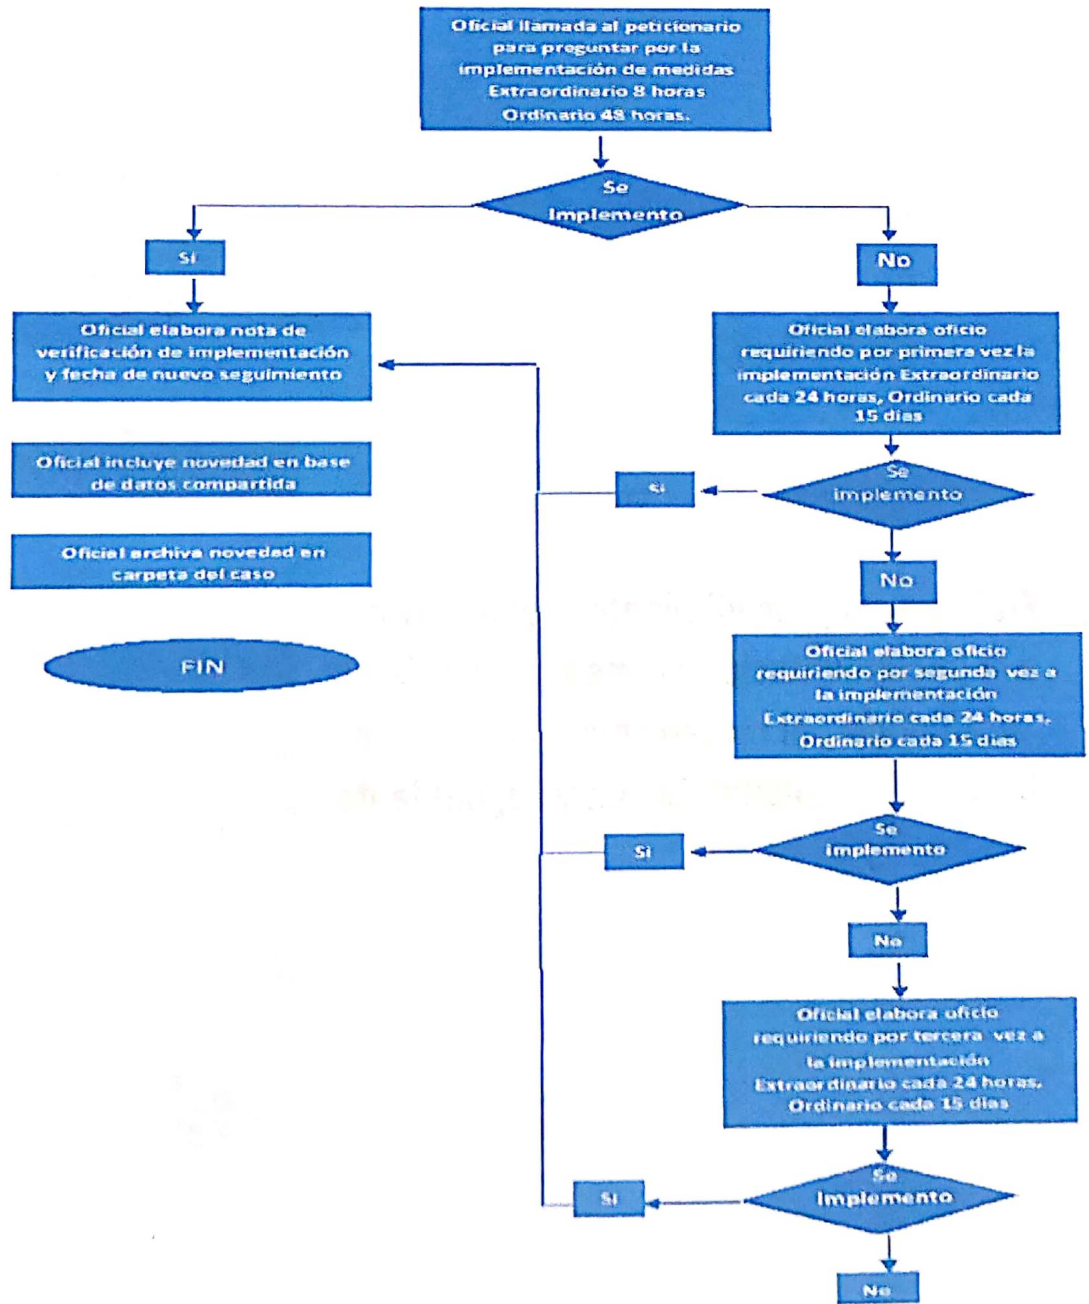 Oficial llamada al peticionario
para preguntar por la
implementación de medidas
Extraordinario 8 horas
Ordinario 48 horas.
Se
Implemento
Si
No
Oficial elabora nota de
verificación de implementación
y fecha de nuevo seguimiento
Oficial elabora oficio
requiriendo por primera vez la
implementación Extraordinario
cada 24 horas, Ordinario cada
15 dias
Oficial incluye novedad en base
de datos compartida
Si
Se
implemento
Oficial archiva novedad en
carpeta del caso
No
FIN
Oficial elabora oficio
requiriendo por segunda vez a
la implementación
Extraordinario cada 24 horas,
Ordinario cada 15 dias
Si
Se
implemento
No
Oficial elabora oficio
requiriendo por tercera vez a
la implementación
Extraordinario cada 24 horas,
Ordinario cada 15 dias
Si
Se
Implemento
No